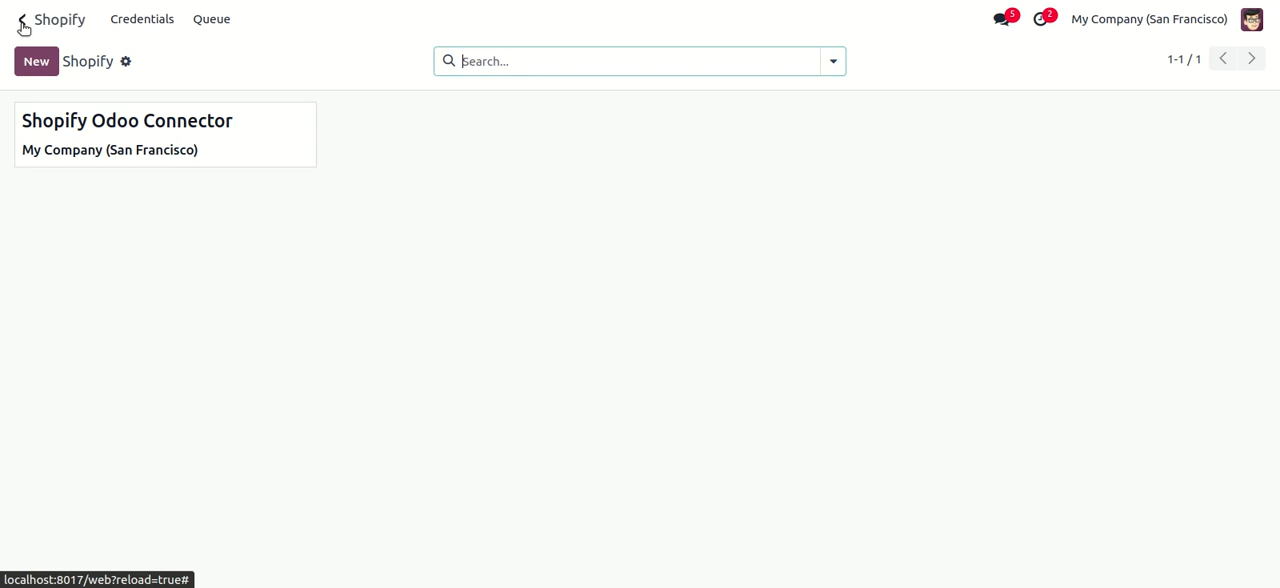 Shopify Credentials Queue 5 2 My Company (San Francisco)
New Shopify Search... 1-1 / 1
Shopify Odoo Connector
My Company (San Francisco)
localhost:8017/web?reload=true#